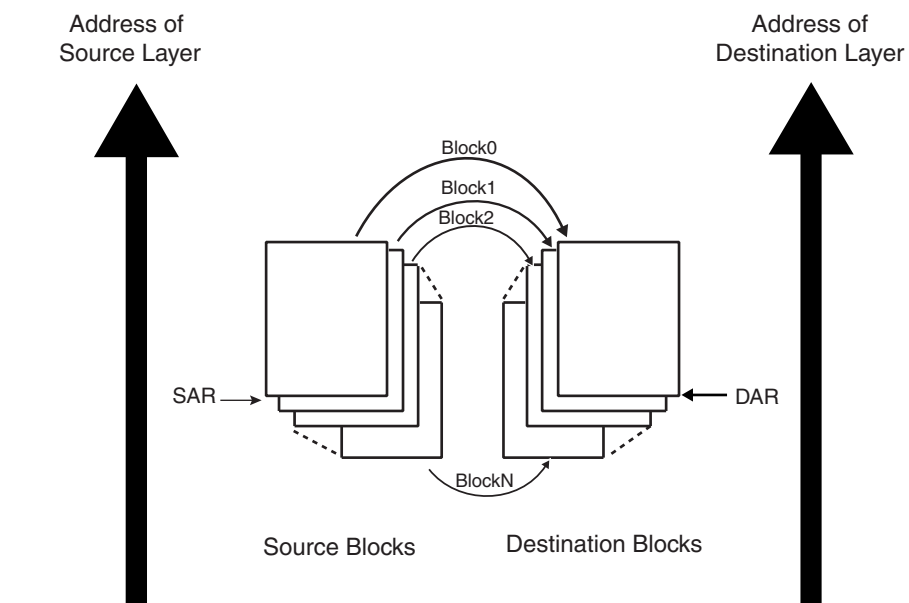 Address of
Source Layer
Address of
Destination Layer
Block0
Block1
Block2
SAR
DAR
BlockN
Source Blocks
Destination Blocks